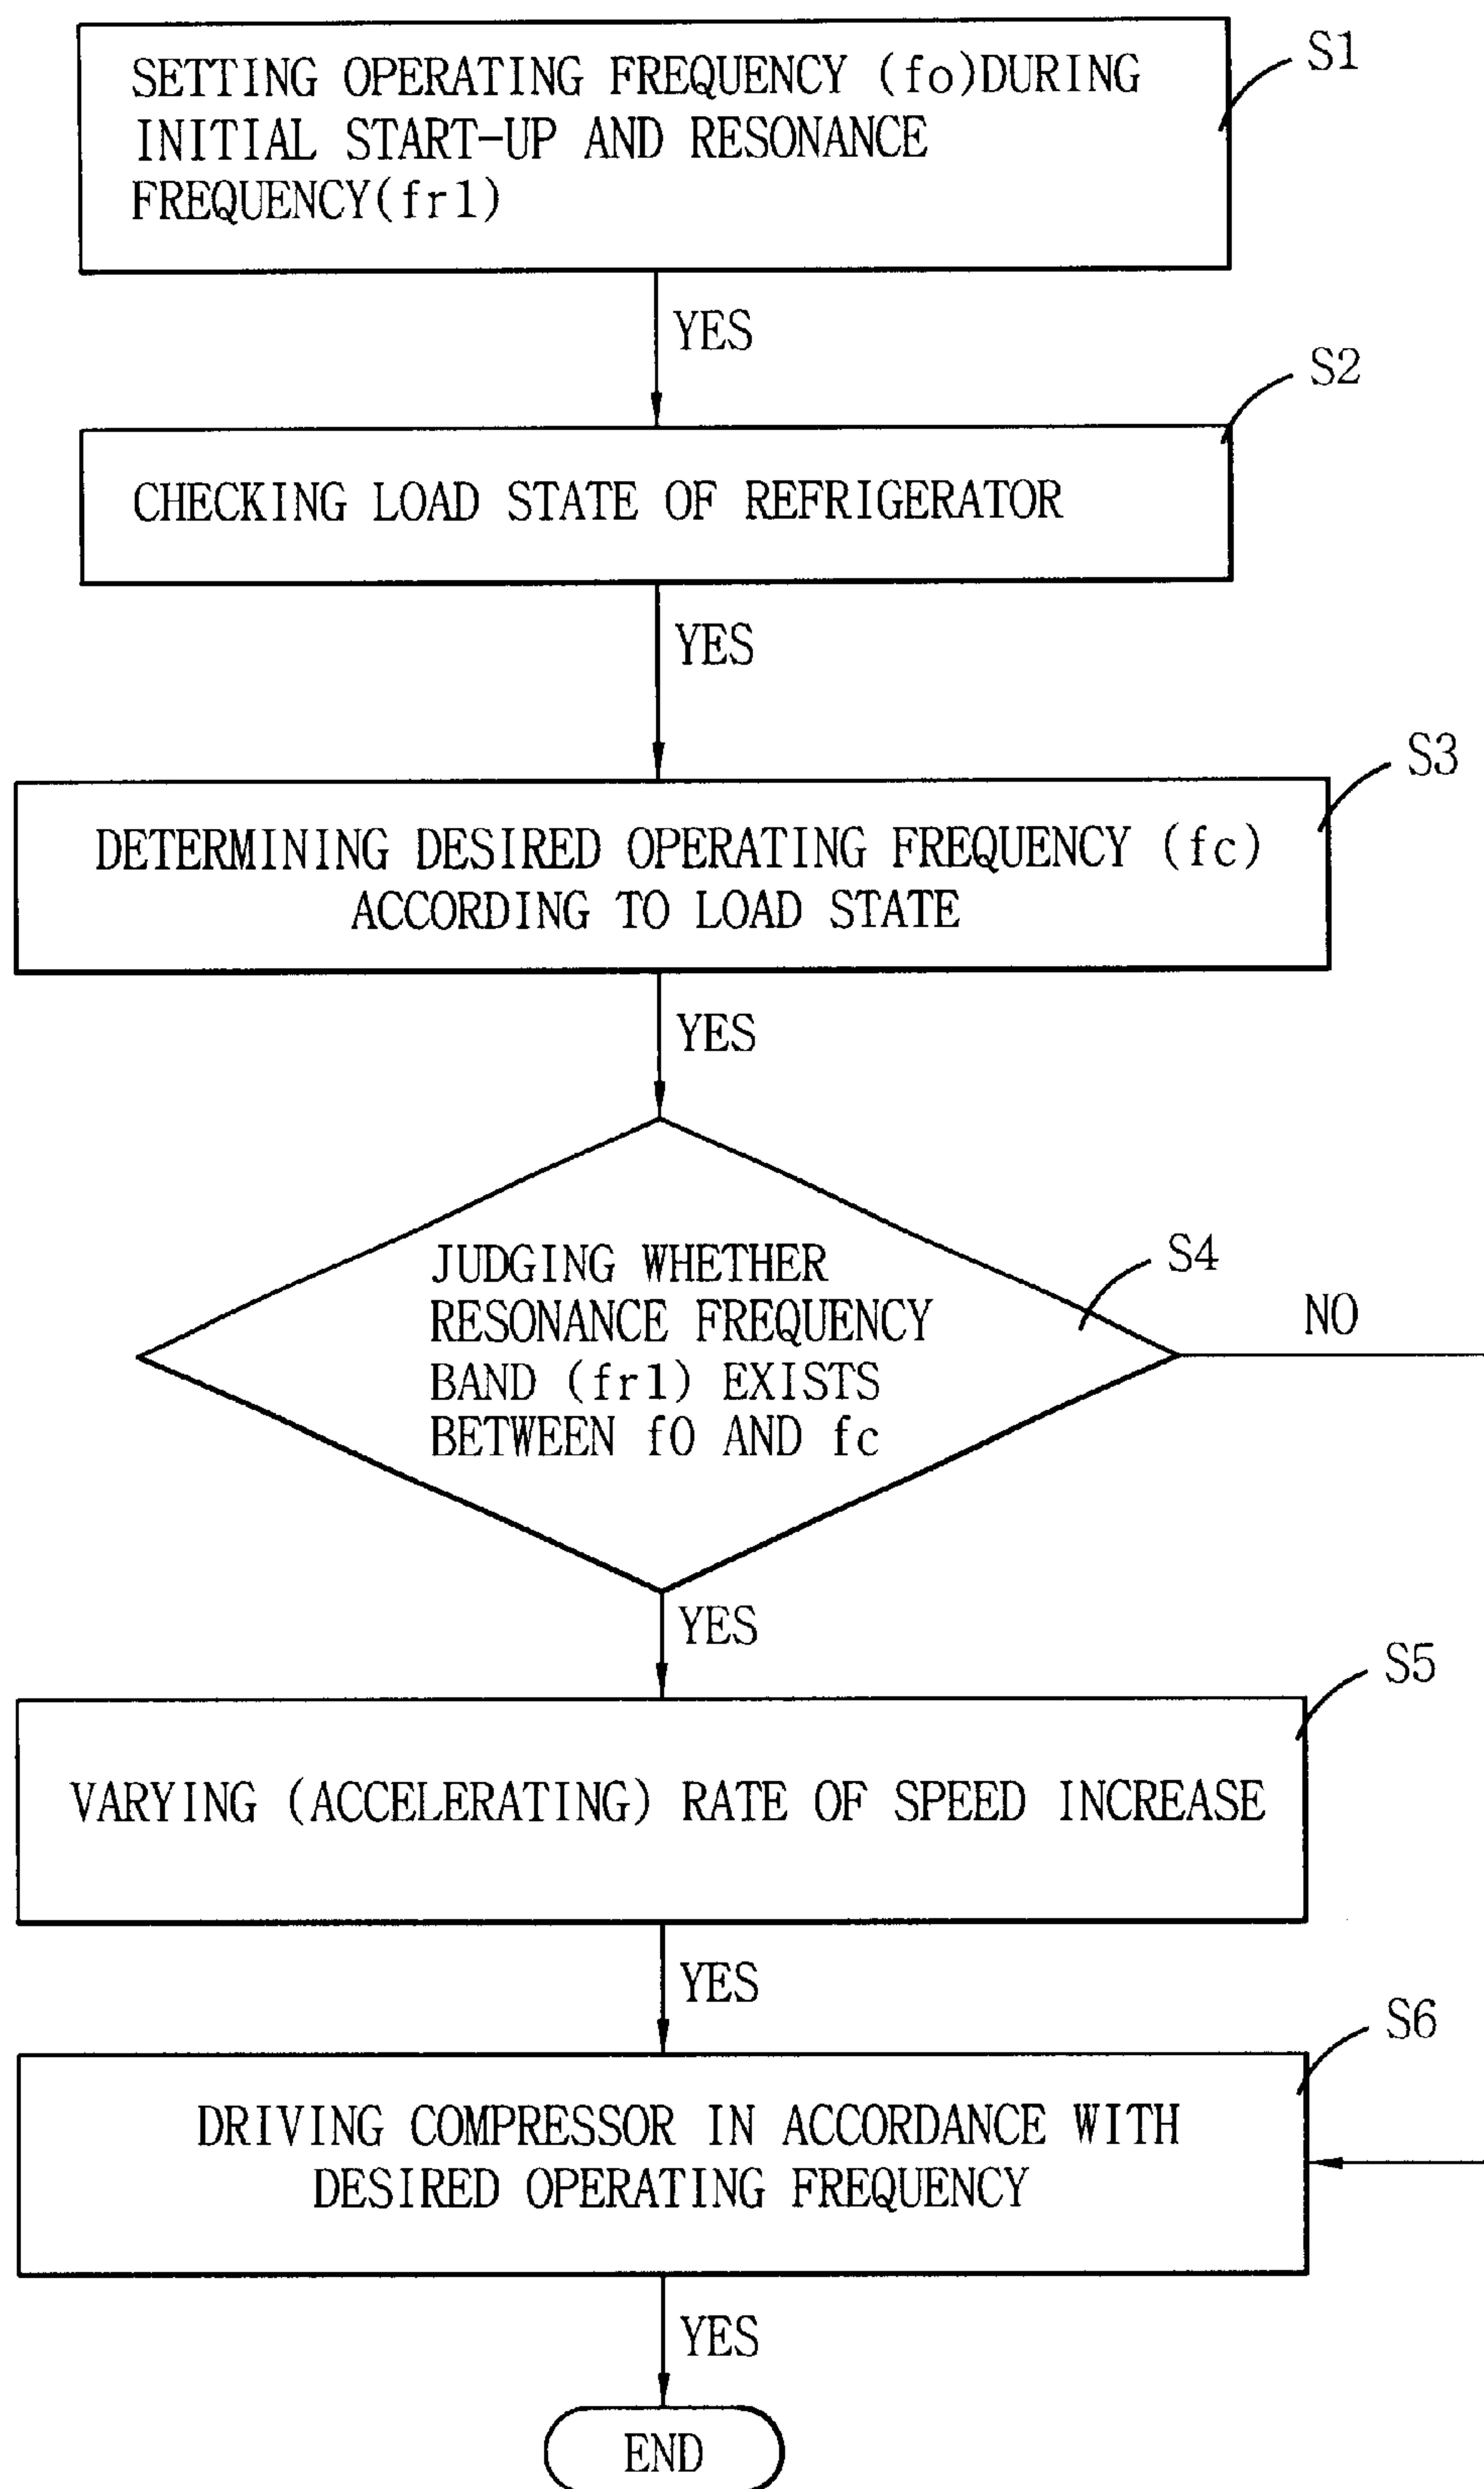 SETTING OPERATING FREQUENCY (fo)DURING
INITIAL START-UP AND RESONANCE
FREQUENCY(fr1)
S1
YES
S2
CHECKING LOAD STATE OF REFRIGERATOR
YES
S3
DETERMINING DESIRED OPERATING FREQUENCY (fc)
ACCORDING TO LOAD STATE
YES
JUDGING WHETHER
RESONANCE FREQUENCY
BAND (fr1) EXISTS
BETWEEN f0 AND fc
S4
NO
YES
S5
VARYING (ACCELERATING) RATE OF SPEED INCREASE
YES
S6
DRIVING COMPRESSOR IN ACCORDANCE WITH
DESIRED OPERATING FREQUENCY
YES
END